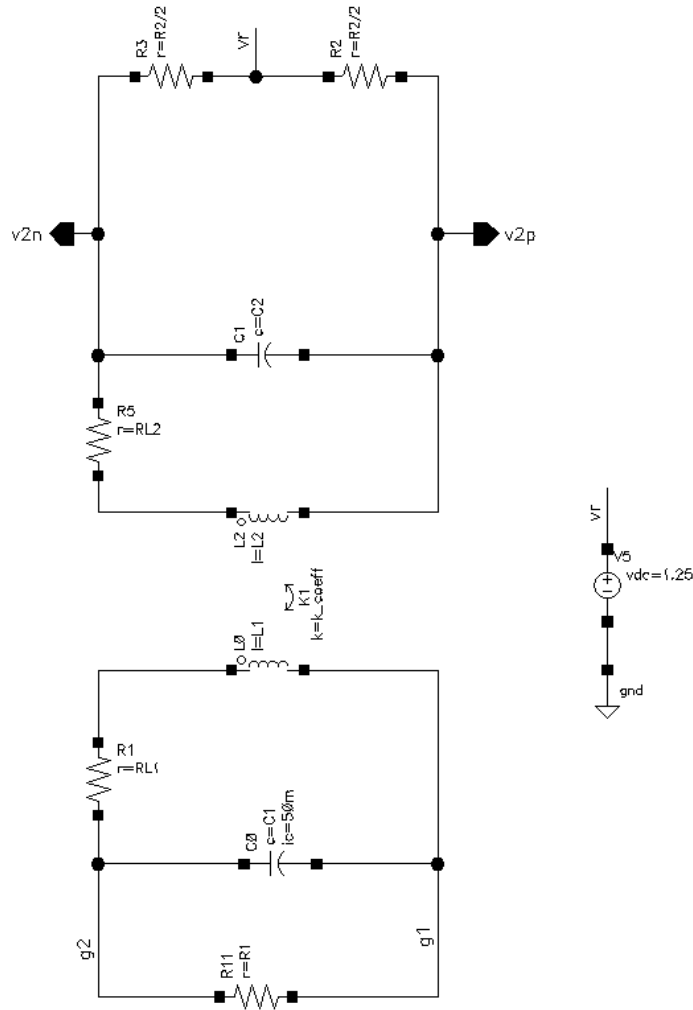 vr
R3
r=R2/2
R2
r=R2/2
v2n
v2p
C1
c=C2
R5
r=RL2
L2
l=L2
K1
k=k_coeff
L0
l=L1
R1
r=RL1
C0
c=C1
ic=50m
g2
g1
R11
r=R1
vr
V5
vdc=1.25
gnd